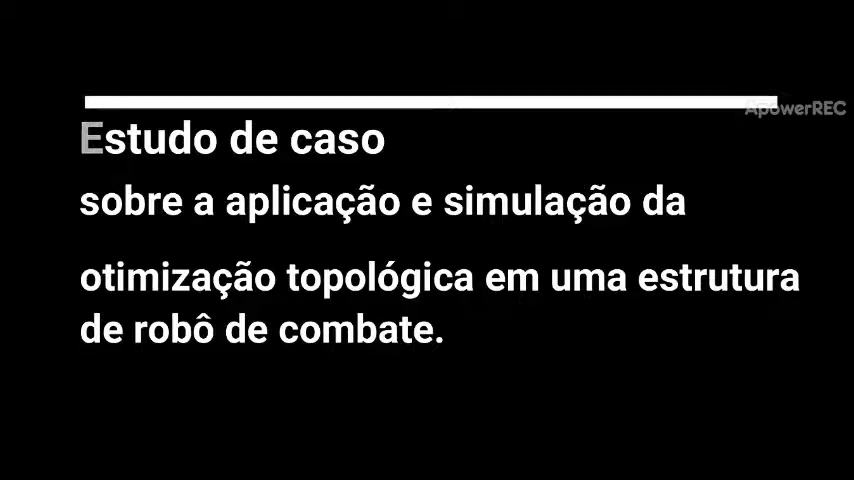 ApowerREC
Estudo de caso
sobre a aplicação e simulação da
otimização topológica em uma estrutura
de robô de combate.